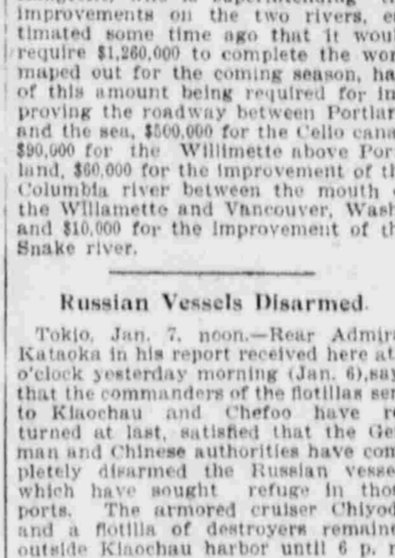 improvements on the two rivers, e
timated some time ago that it wou
require $1,260,000 to complete the wor
maped out for the coming season, ha
of this amount being required for im
proving the roadway between Portlan
and the sea, $500,000 for the Celio cana
$90,000 for the Willimette above Por
land, $60,000 for the improvement of th
Columbia river between the mouth
the Willamette and Vancouver, Wash
and $10,000 for the improvement of th
Snake river.
Russian Vessels Disarmed.
Tokio, Jan. 7, noon.—Rear Admira
Kataoka in his report received here at
o'clock yesterday morning (Jan. 6),say
that the commanders of the flotillas sen
to Kiaochau and Chefoo have re
turned at last, satisfied that the Ge
man and Chinese authorities have com
pletely disarmed the Russian vesse
which have sought refuge in thos
ports. The armored cruiser Chiyod
and a flotilla of destroyers remaine
outside Kiaochau harbor until 6 p.